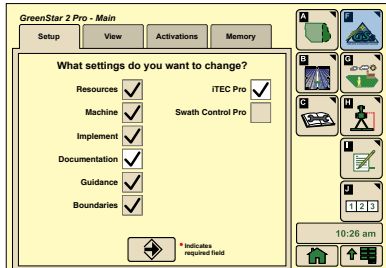 GreenStar 2 Pro - Main
Setup View Activations Memory
What settings do you want to change?
Resources iTEC Pro
Machine Swath Control Pro
Implement
Documentation
Guidance
Boundaries
* Indicates
required field
A F
B G
C H
I
J
1 2 3
10:26 am